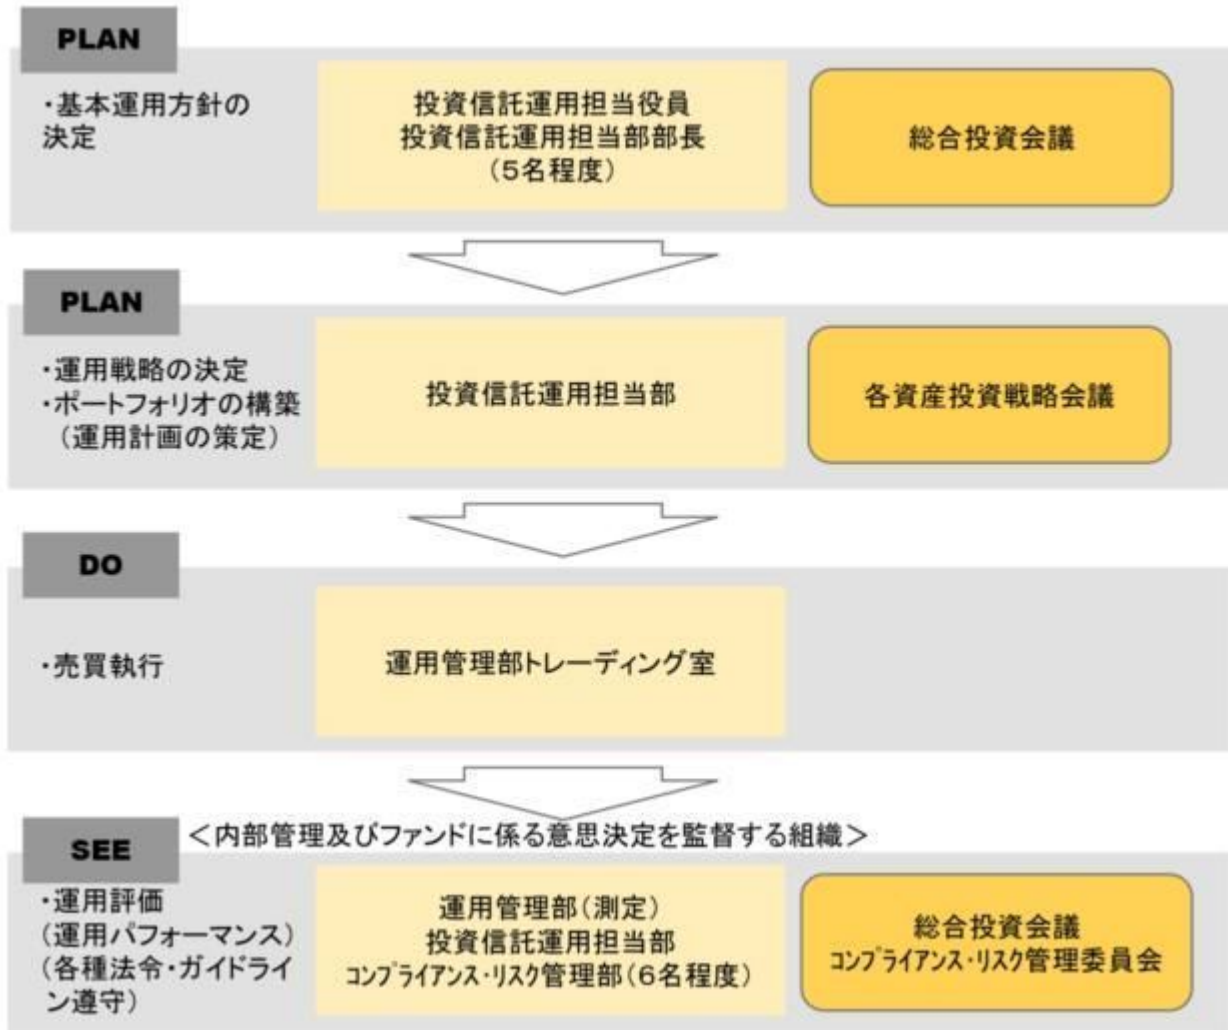 PLAN
・基本運用方針の
決定
投資信託運用担当役員
投資信託運用担当部部長
(5名程度)
総合投資会議
PLAN
・運用戦略の決定
・ポートフォリオの構築
(運用計画の策定)
投資信託運用担当部
各資産投資戦略会議
DO
・売買執行
運用管理部トレーディング室
SEE
<内部管理及びファンドに係る意思決定を監督する組織>
・運用評価
(運用パフォーマンス)
(各種法令・ガイドライ
ン遵守)
運用管理部(測定)
投資信託運用担当部
コンプライアンス・リスク管理部(6名程度)
総合投資会議
コンプライアンス・リスク管理委員会